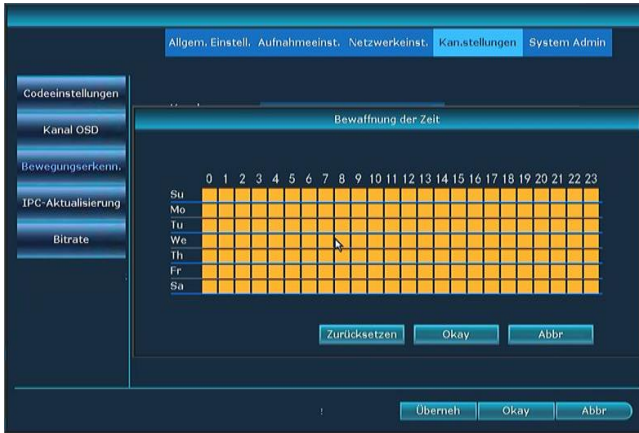 Allgem. Einstell. Aufnahmeeinst. Netzwerkeinst. Kan.stellungen System Admin
Codeeinstellungen
Kanal OSD
Bewegungserkenn.
IPC-Aktualisierung
Bitrate
Bewaffnung der Zeit
0 1 2 3 4 5 6 7 8 9 10 11 12 13 14 15 16 17 18 19 20 21 22 23
Su
Mo
Tu
We
Th
Fr
Sa
Zurücksetzen Okay Abbr
Überneh Okay Abbr